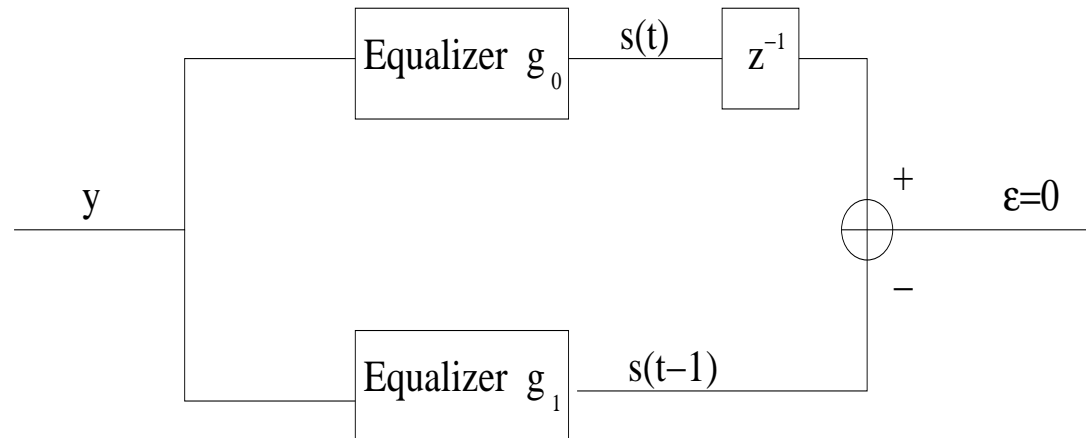 s(t)
Equalizer g₀
z⁻¹
+
y
ε=0
−
Equalizer g₁
s(t−1)